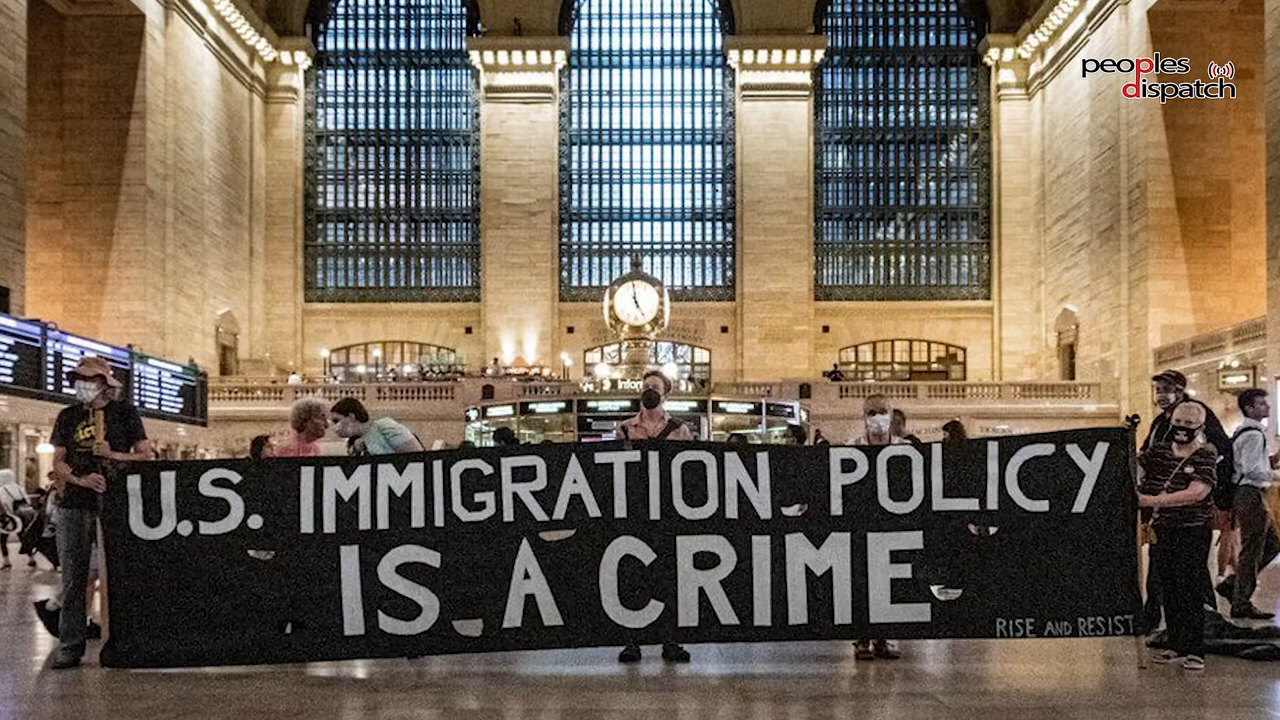 peoples
dispatch
U.S. IMMIGRATION POLICY
IS A CRIME
RISE AND RESIST